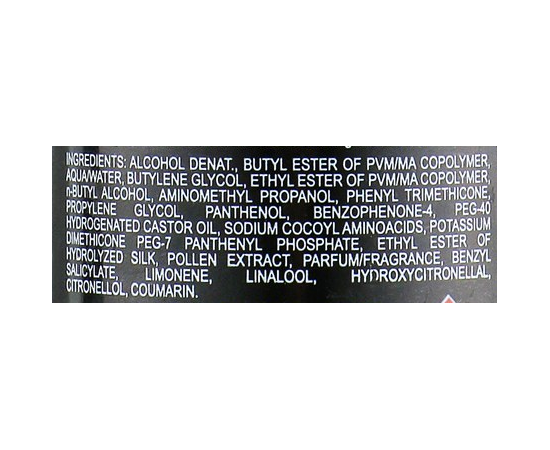 INGREDIENTS: ALCOHOL DENAT., BUTYL ESTER OF PVM/MA COPOLYMER,
AQUA/WATER, BUTYLENE GLYCOL, ETHYL ESTER OF PVM/MA COPOLYMER,
n-BUTYL ALCOHOL, AMINOMETHYL PROPANOL, PHENYL TRIMETHICONE,
PROPYLENE GLYCOL, PANTHENOL, BENZOPHENONE-4, PEG-40
HYDROGENATED CASTOR OIL, SODIUM COCOYL AMINOACIDS, POTASSIUM
DIMETHICONE PEG-7 PANTHENYL PHOSPHATE, ETHYL ESTER OF
HYDROLYZED SILK, POLLEN EXTRACT, PARFUM/FRAGRANCE, BENZYL
SALICYLATE, LIMONENE, LINALOOL, HYDROXYCITRONELLAL,
CITRONELLOL, COUMARIN.